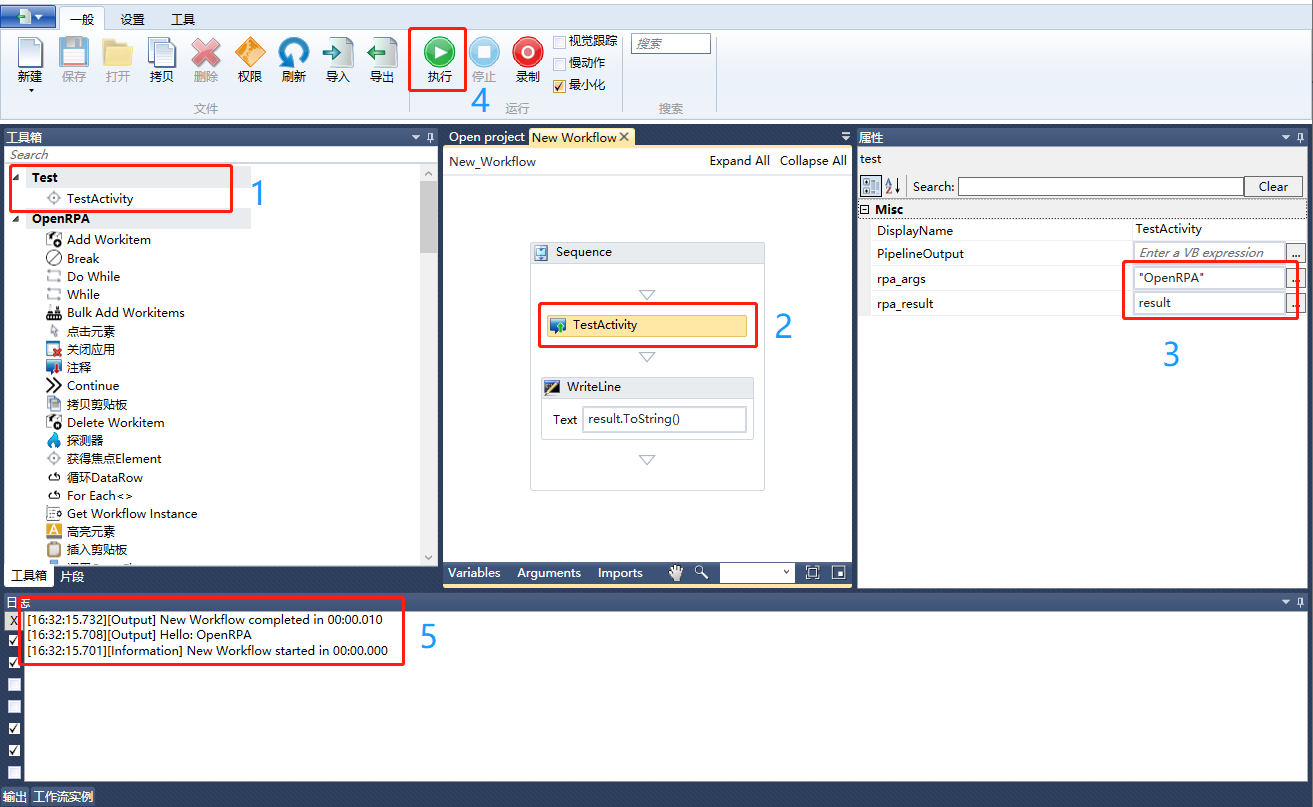 一般 设置 工具
新建 保存 打开 拷贝 删除 权限 刷新 导入 导出
文件
执行 停止 录制
视觉跟踪
慢动作
最小化
4
运行
搜索
搜索
工具箱
Search
Test
TestActivity
1
OpenRPA
Add Workitem
Break
Do While
While
Bulk Add Workitems
点击元素
关闭应用
注释
Continue
拷贝剪贴板
Delete Workitem
探测器
获得焦点Element
循环DataRow
For Each<>
Get Workflow Instance
高亮元素
插入剪贴板
工具箱 片段
Open project New Workflow
New_Workflow Expand All Collapse All
Sequence
TestActivity
2
WriteLine
Text result.ToString()
Variables Arguments Imports
属性
test
Search: Clear
Misc
DisplayName TestActivity
PipelineOutput Enter a VB expression ...
rpa_args "OpenRPA" ...
rpa_result result ...
3
日志
X
[16:32:15.732][Output] New Workflow completed in 00:00.010
[16:32:15.708][Output] Hello: OpenRPA
[16:32:15.701][Information] New Workflow started in 00:00.000
5
输出 工作流实例